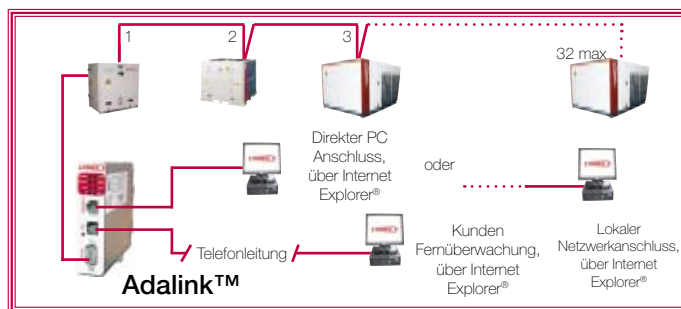 1
2
3
32 max
Direkter PC
Anschluss,
über Internet
Explorer®
oder
Telefonleitung
Kunden
Fernüberwachung,
über Internet
Explorer®
Lokaler
Netzwerkanschluss,
über Internet
Explorer®
Adalink™